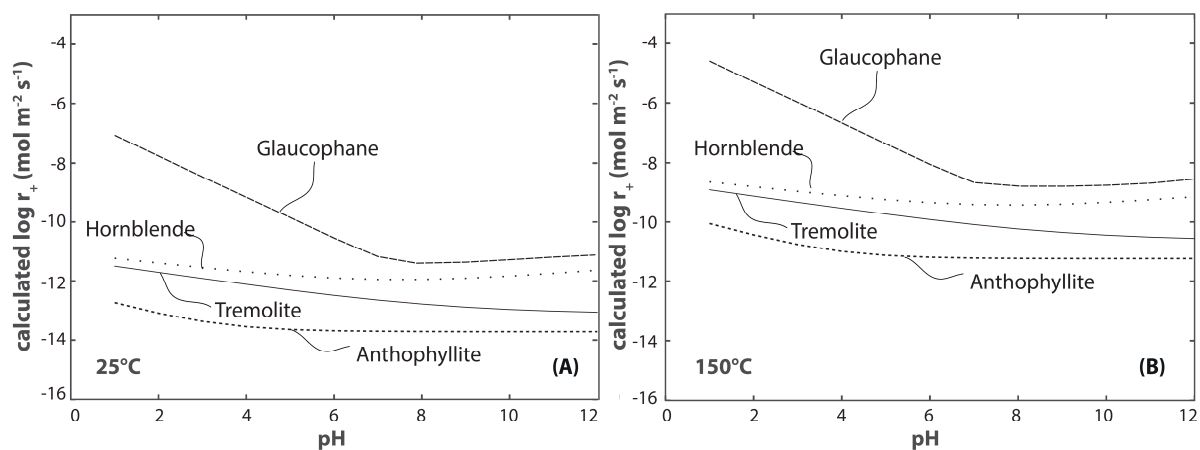 calculated log r+ (mol m-2 s-1)
-4
-6
-8
-10
-12
-14
-16
Glaucophane
Hornblende
Tremolite
Anthophyllite
25°C
(A)
0 2 4 6 8 10 12
pH
calculated log r+ (mol m-2 s-1)
-4
-6
-8
-10
-12
-14
-16
Glaucophane
Hornblende
Tremolite
Anthophyllite
150°C
(B)
0 2 4 6 8 10 12
pH